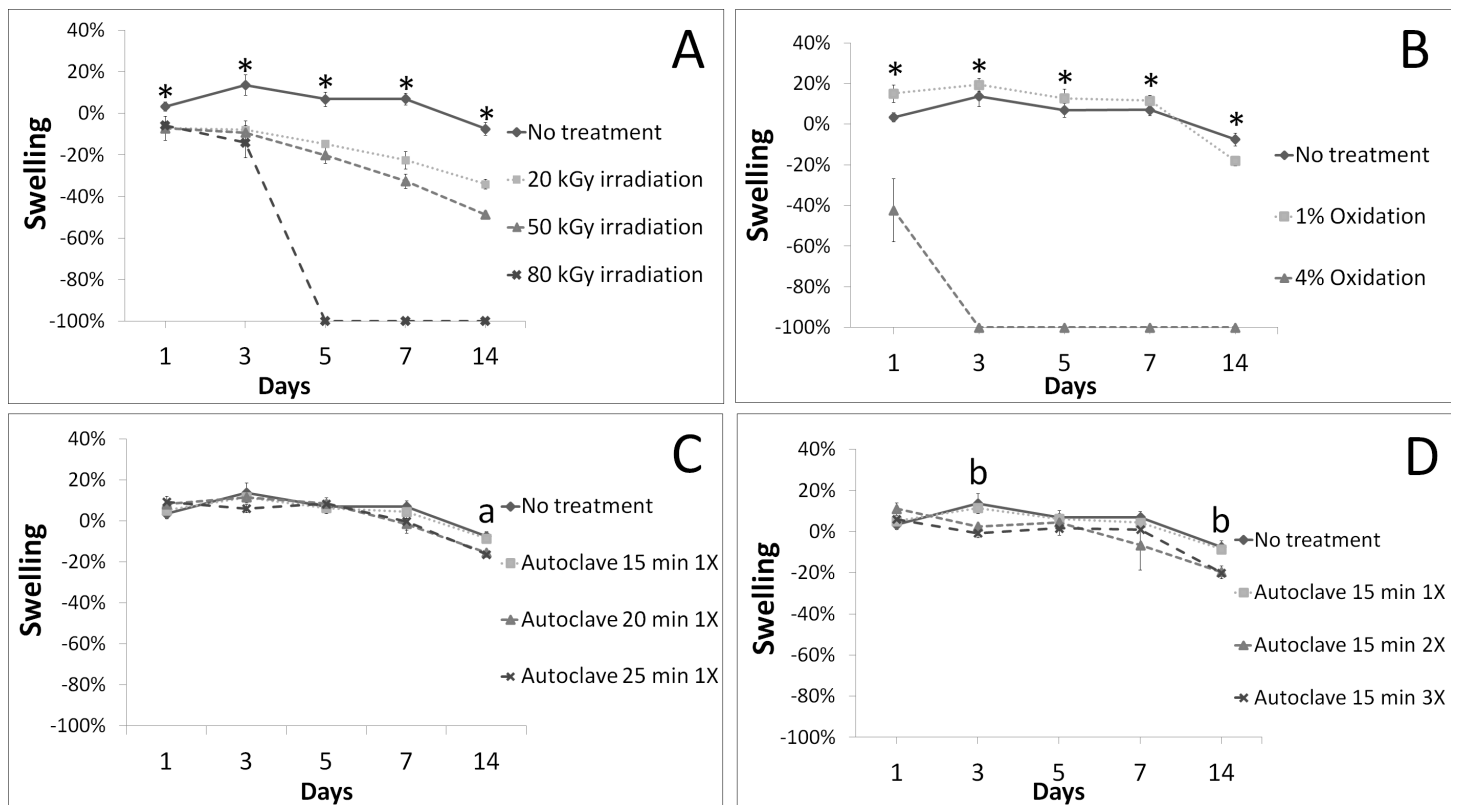 A
Swelling
40%
20%
0%
-20%
-40%
-60%
-80%
-100%
* * * * *
No treatment
20 kGy irradiation
50 kGy irradiation
80 kGy irradiation
1 3 5 7 14
Days
B
Swelling
40%
20%
0%
-20%
-40%
-60%
-80%
-100%
* * * * *
No treatment
1% Oxidation
4% Oxidation
1 3 5 7 14
Days
C
Swelling
40%
20%
0%
-20%
-40%
-60%
-80%
-100%
a
No treatment
Autoclave 15 min 1X
Autoclave 20 min 1X
Autoclave 25 min 1X
1 3 5 7 14
Days
D
Swelling
40%
20%
0%
-20%
-40%
-60%
-80%
-100%
b b
No treatment
Autoclave 15 min 1X
Autoclave 15 min 2X
Autoclave 15 min 3X
1 3 5 7 14
Days